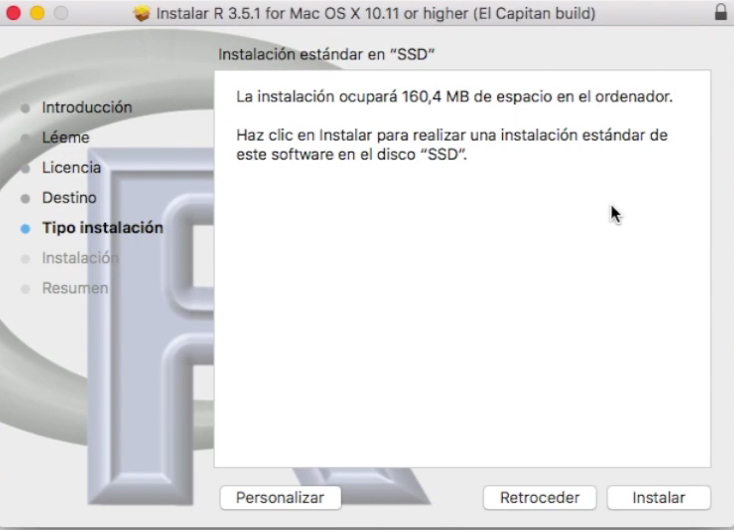 Instalar R 3.5.1 for Mac OS X 10.11 or higher (El Capitan build)
Instalación estándar en “SSD”
Introducción
Léeme
Licencia
Destino
Tipo instalación
Instalación
Resumen
La instalación ocupará 160,4 MB de espacio en el ordenador.
Haz clic en Instalar para realizar una instalación estándar de
este software en el disco “SSD”.
Personalizar
Retroceder
Instalar